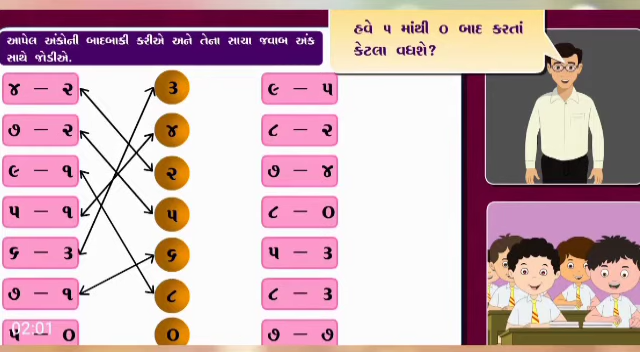 આપેલ અંકોની બાદબાકી કરીએ અને તેના સાચા જવાબ અંક
સાથે જોડીએ.
હવે ૫ માંથી ૦ બાદ કરતાં
કેટલા વધશે?
૪ – ૨ ૩ ૯ – ૫
૭ – ૨ ૪ ૮ – ૨
૯ – ૧ ૨ ૭ – ૪
૫ – ૧ ૫ ૮ – ૦
૬ – ૩ ૬ ૫ – ૩
૭ – ૧ ૮ ૮ – ૩
૫ – ૦ ૦ ૭ – ૭
02:01